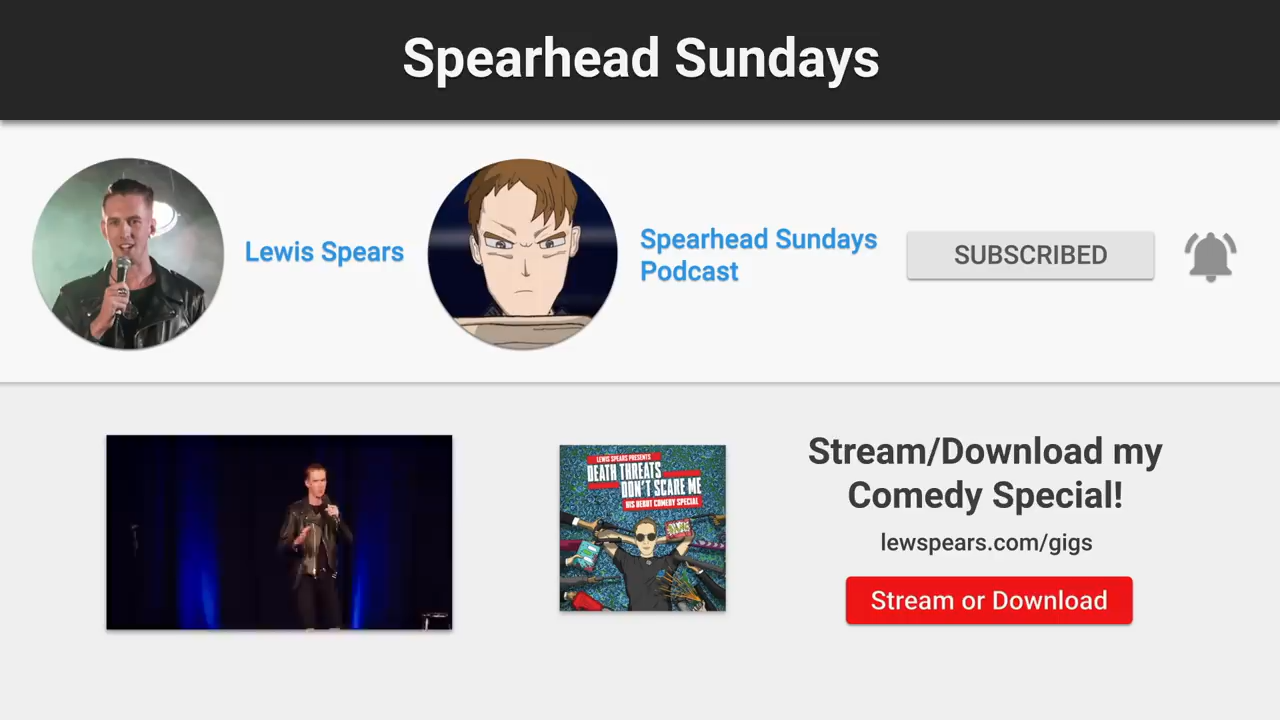 Spearhead Sundays
Lewis Spears
Spearhead Sundays
Podcast
SUBSCRIBED
LEWIS SPEARS PRESENTS
DEATH THREATS
DON'T SCARE ME
HIS DEBUT COMEDY SPECIAL
Stream/Download my
Comedy Special!
lewspears.com/gigs
Stream or Download